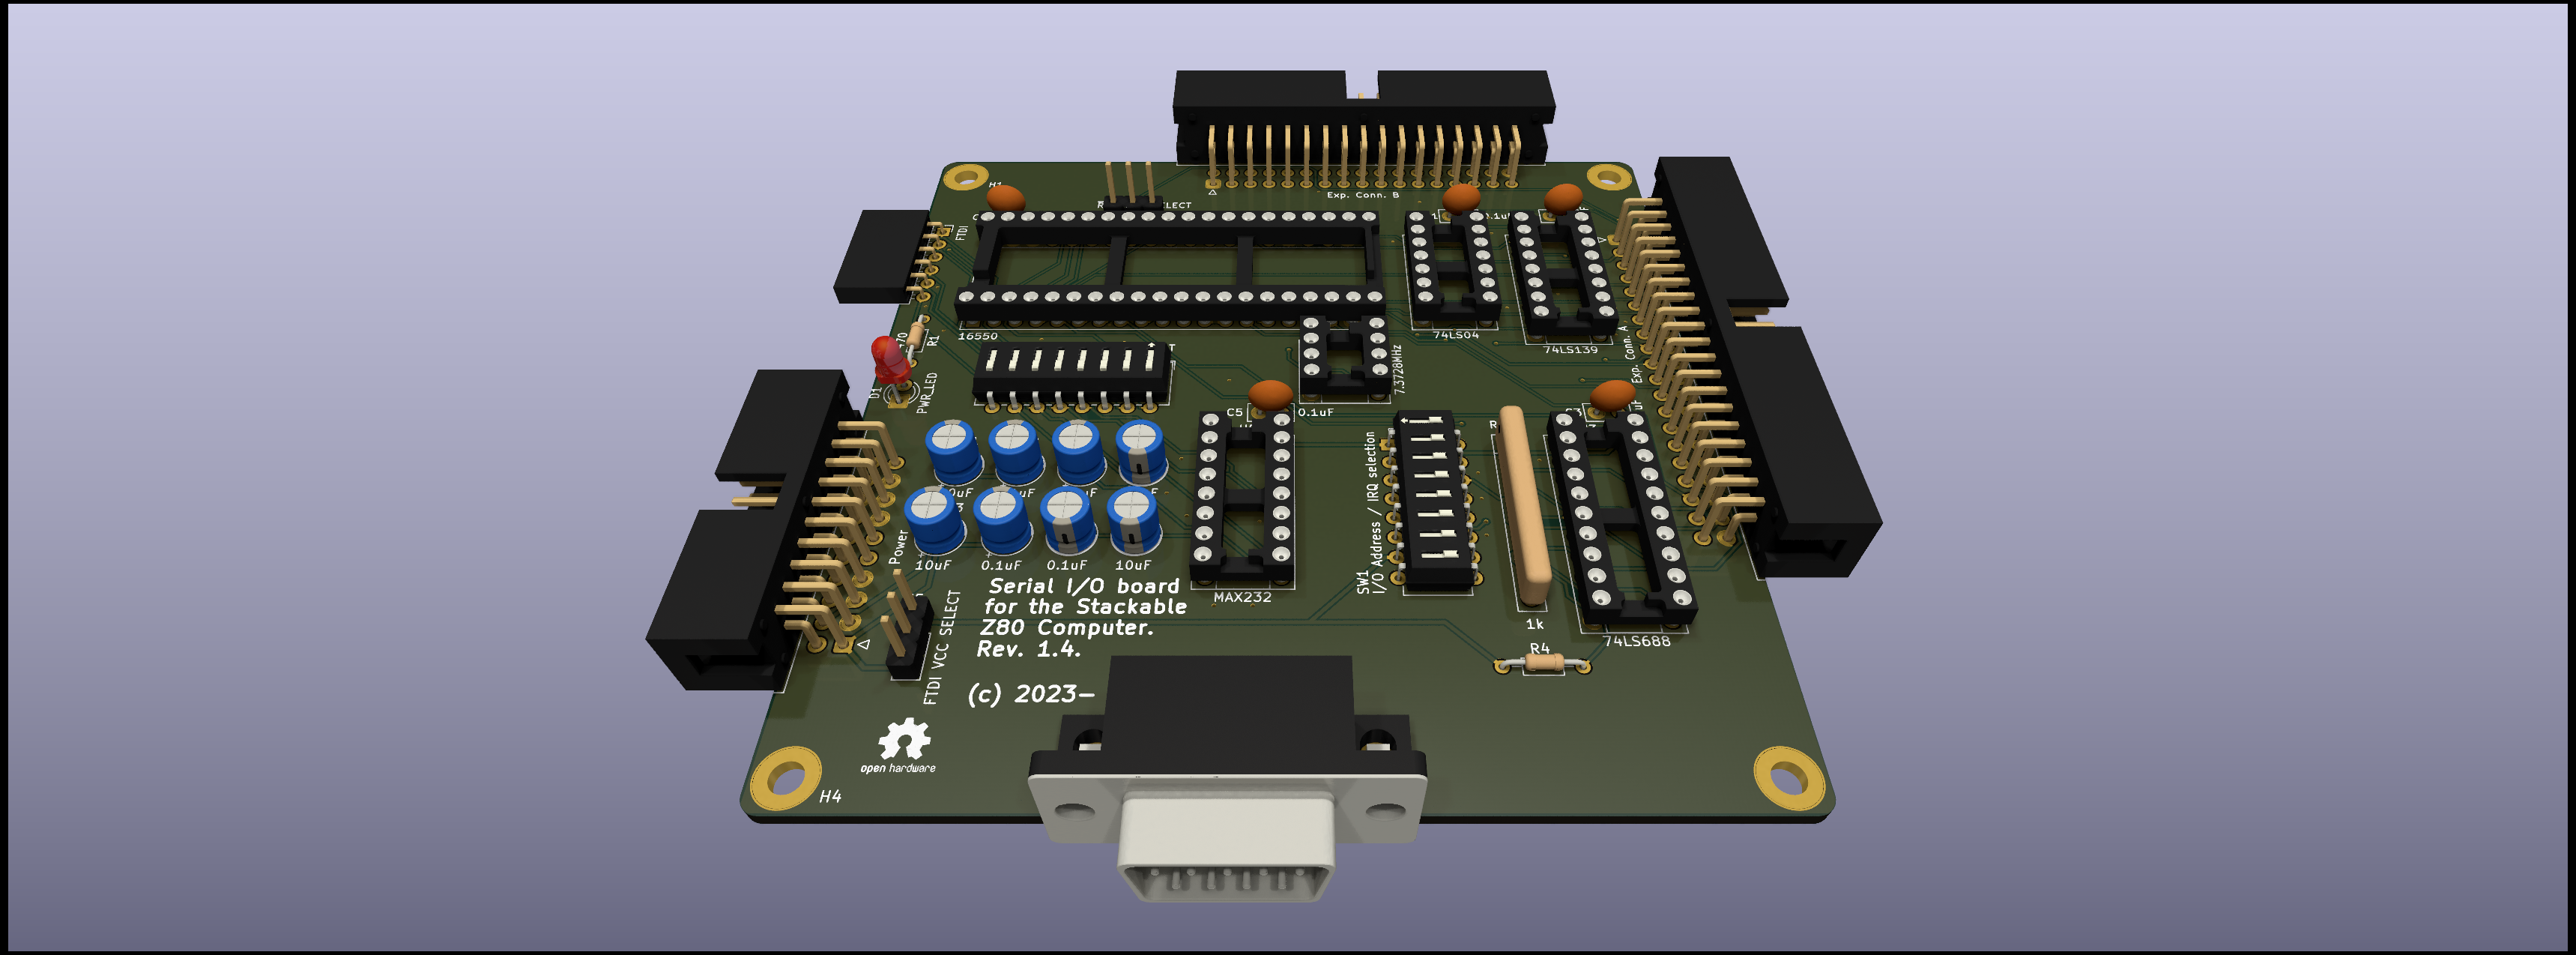 H1
Exp. Conn. B
FTDI
16550
74LS04
74LS139
Exp. Conn. A
R1
D1
PWR_LED
7.3728MHz
C5
0.1uF
Power
10uF
0.1uF
0.1uF
10uF
MAX232
SW1
I/O Address / IRQ selection
1k
74LS688
R4
FTDI VCC SELECT
Serial I/O board
for the Stackable
Z80 Computer.
Rev. 1.4.
(c) 2023-
open hardware
H4